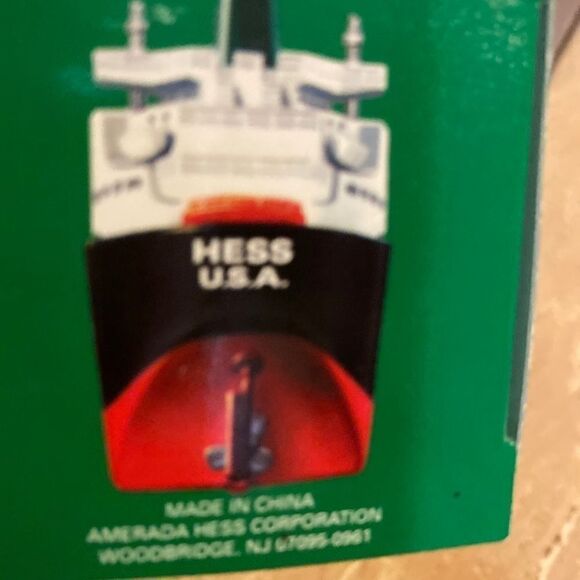 HESS
U.S.A.
MADE IN CHINA
AMERADA HESS CORPORATION
WOODBRIDGE, NJ 07095-0961